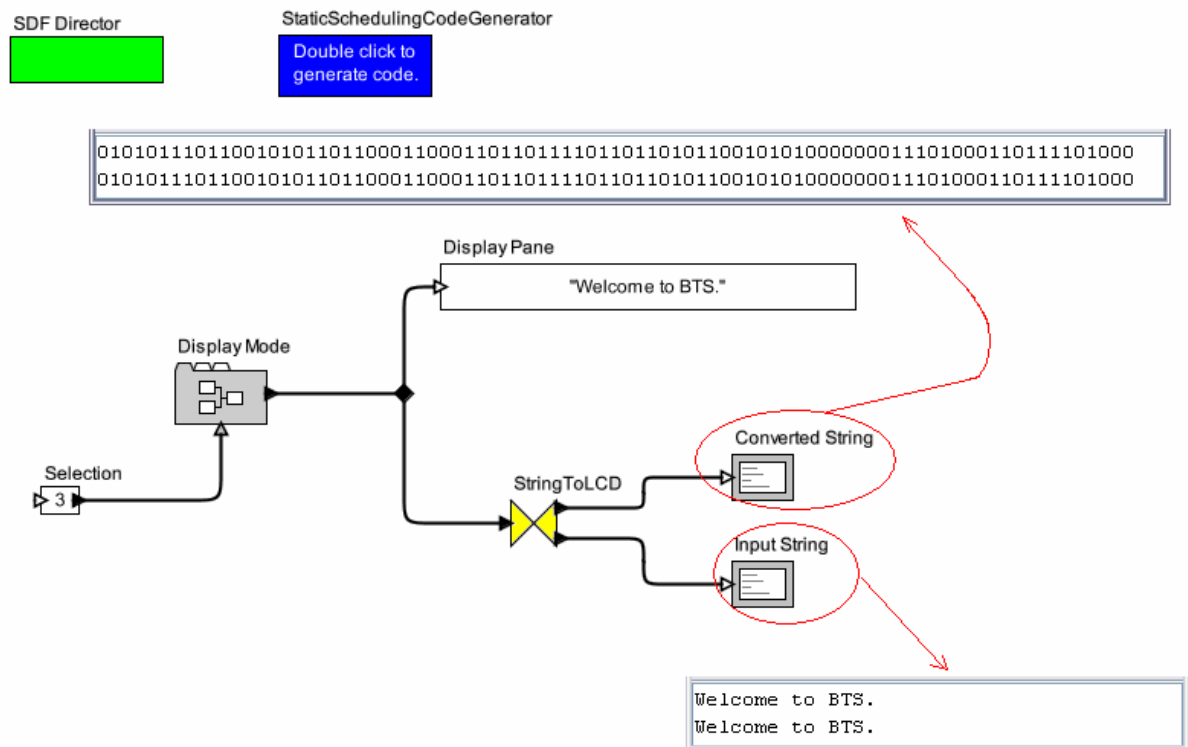 SDF Director
StaticSchedulingCodeGenerator
Double click to
generate code.
0101011101100101011011000110001101101111011011010110010101000000011101000110111101000
0101011101100101011011000110001101101111011011010110010101000000011101000110111101000
Display Pane
"Welcome to BTS."
Display Mode
Converted String
Selection
3
StringToLCD
Input String
Welcome to BTS.
Welcome to BTS.